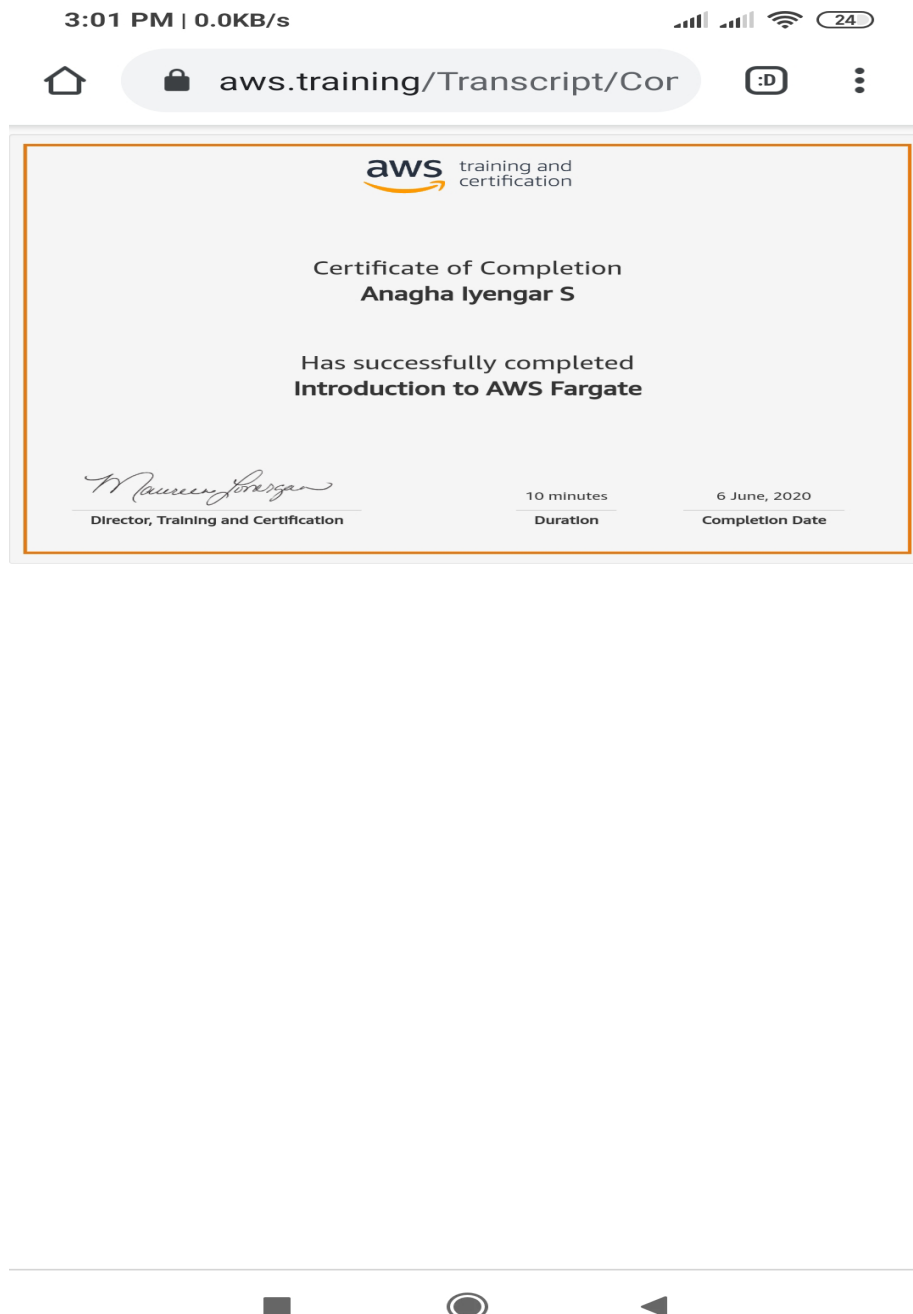 3:01 PM | 0.0KB/s 24
aws.training/Transcript/Cor :D
aws training and
certification
Certificate of Completion
Anagha Iyengar S
Has successfully completed
Introduction to AWS Fargate
Maureen Lonergan
10 minutes 6 June, 2020
Director, Training and Certification Duration Completion Date